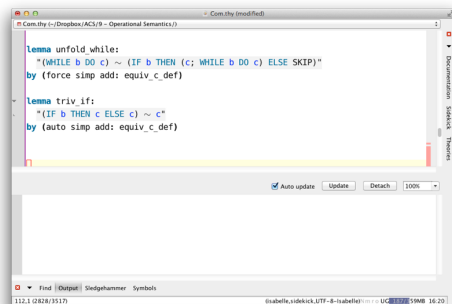 Com.thy (modified)
Com.thy (~/Dropbox/ACS/9 - Operational Semantics/)
lemma unfold_while:
"(WHILE b DO c) ∼ (IF b THEN (c; WHILE b DO c) ELSE SKIP)"
by (force simp add: equiv_c_def)
lemma triv_if:
"(IF b THEN c ELSE c) ∼ c"
by (auto simp add: equiv_c_def)
Documentation
Sidekick
Theories
Auto update
Update
Detach
100%
Find Output Sledgehammer Symbols
112,1 (2828/3517)
(isabelle,sidekick,UTF-8-Isabelle) UG 59MB 16:20